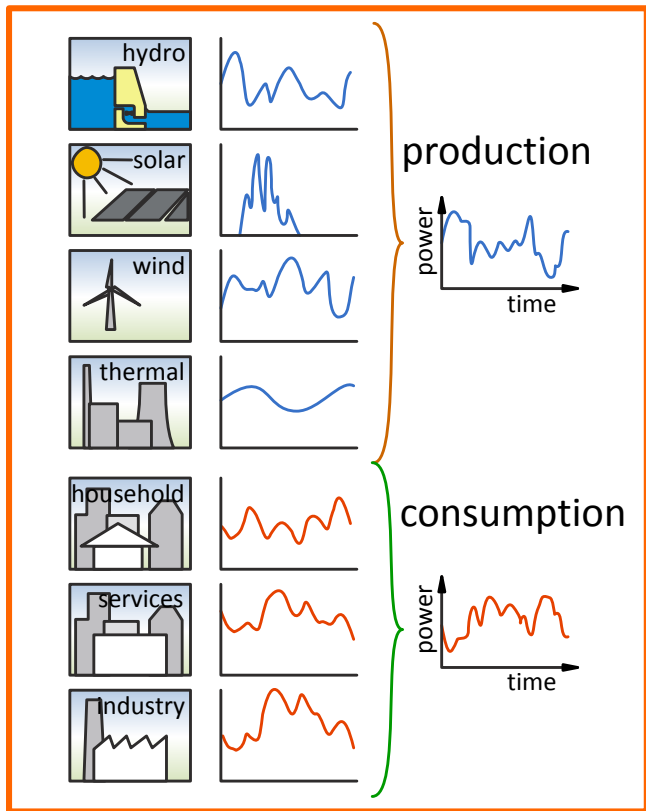 hydro
solar
wind
thermal
production
power
time
household
services
industry
consumption
power
time